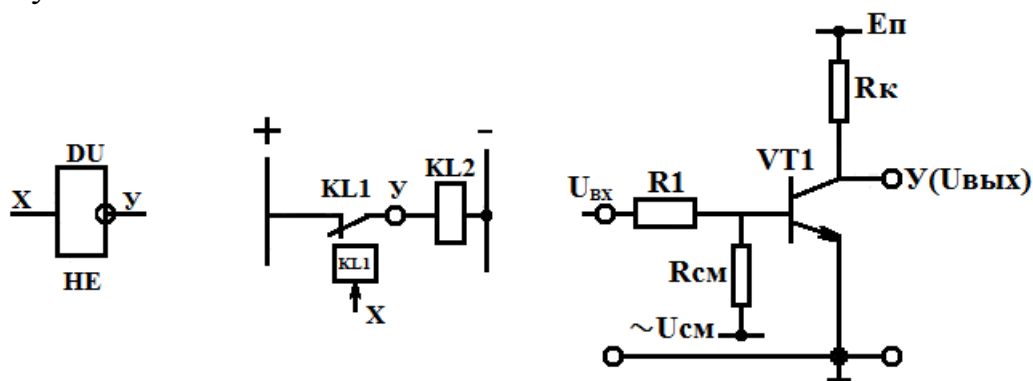 DU
X
У
НЕ
+
-
KL1
У
KL2
KL1
X
Eп
Rк
VT1
Uвх
R1
У(Uвых)
Rсм
~Uсм